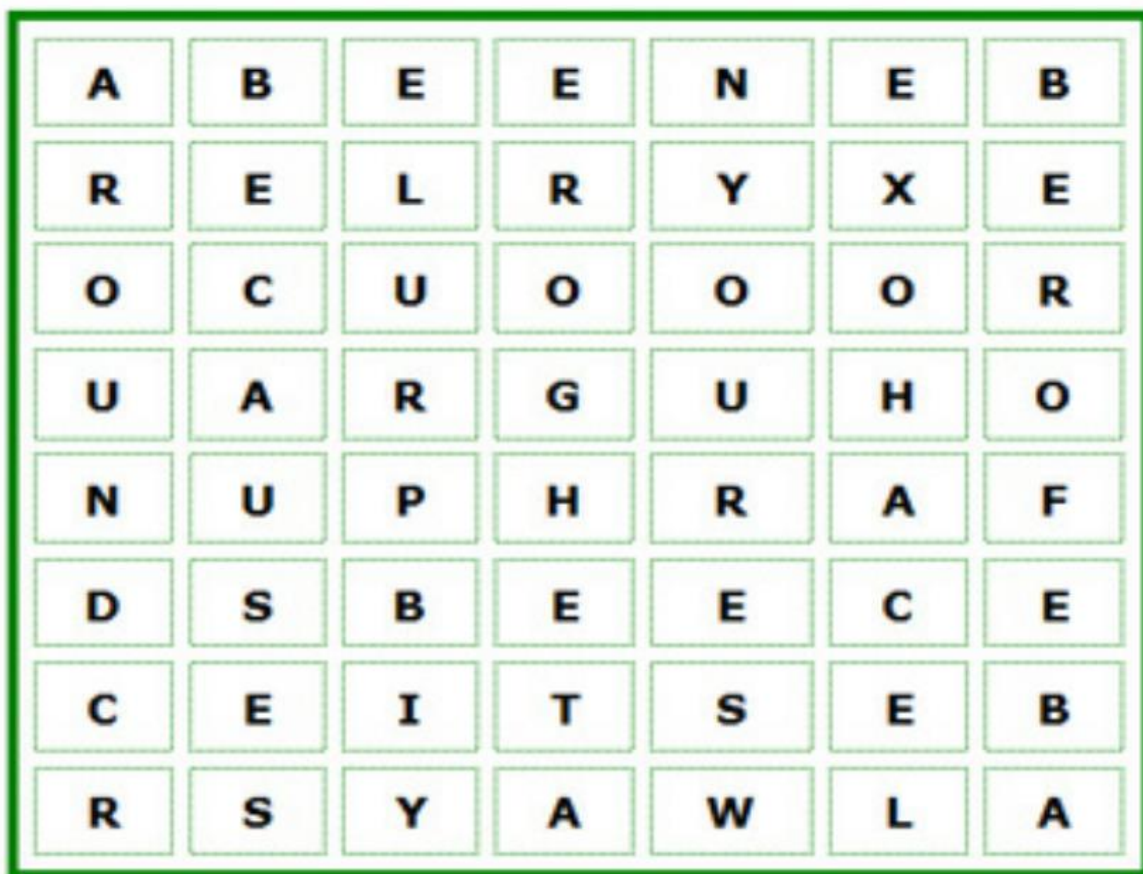 A B E E N E B
R E L R Y X E
O C U O O O R
U A R G U H O
N U P H R A F
D S B E E C E
C E I T S E B
R S Y A W L A